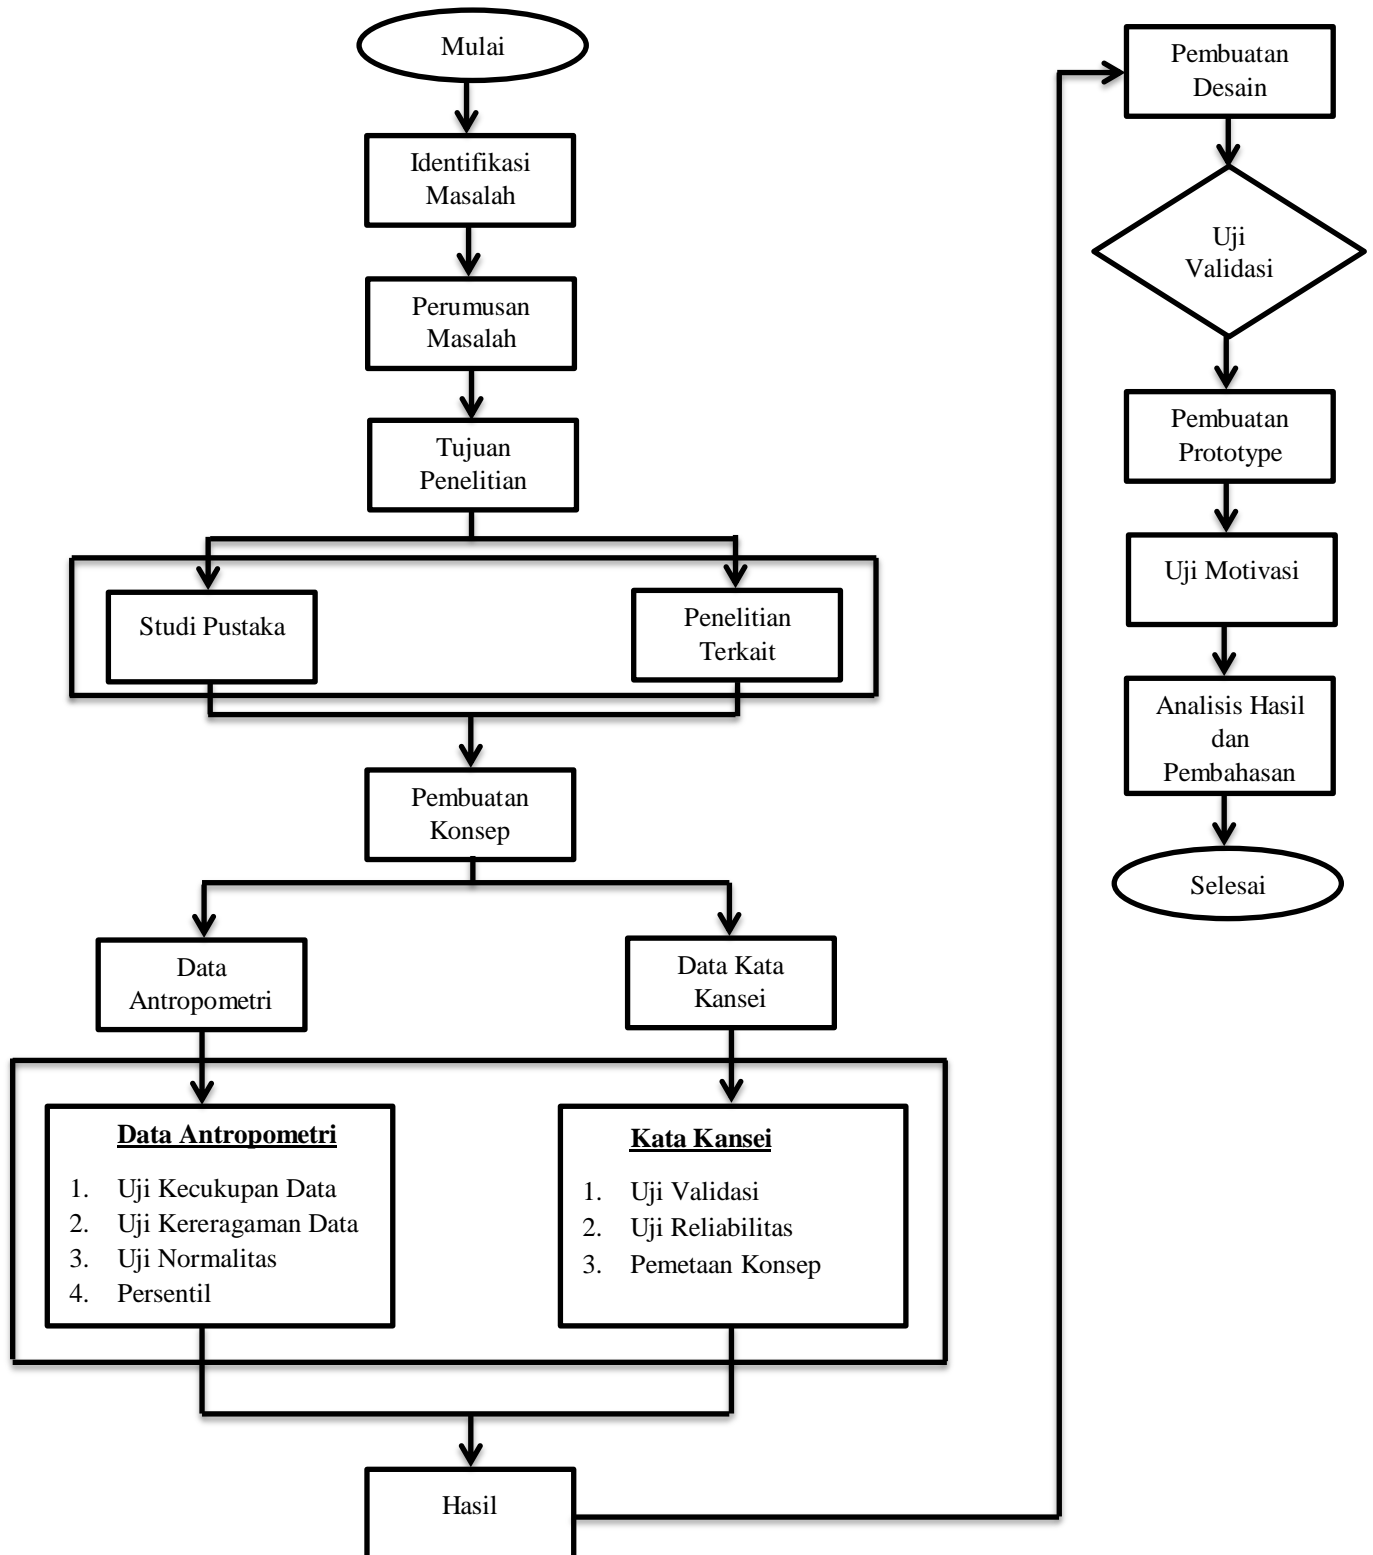 Mulai
Identifikasi
Masalah
Perumusan
Masalah
Tujuan
Penelitian
Studi Pustaka
Penelitian
Terkait
Pembuatan
Konsep
Data
Antropometri
Data Kata
Kansei
Data Antropometri
1. Uji Kecukupan Data
2. Uji Kereragaman Data
3. Uji Normalitas
4. Persentil
Kata Kansei
1. Uji Validasi
2. Uji Reliabilitas
3. Pemetaan Konsep
Hasil
Pembuatan
Desain
Uji
Validasi
Pembuatan
Prototype
Uji Motivasi
Analisis Hasil
dan
Pembahasan
Selesai